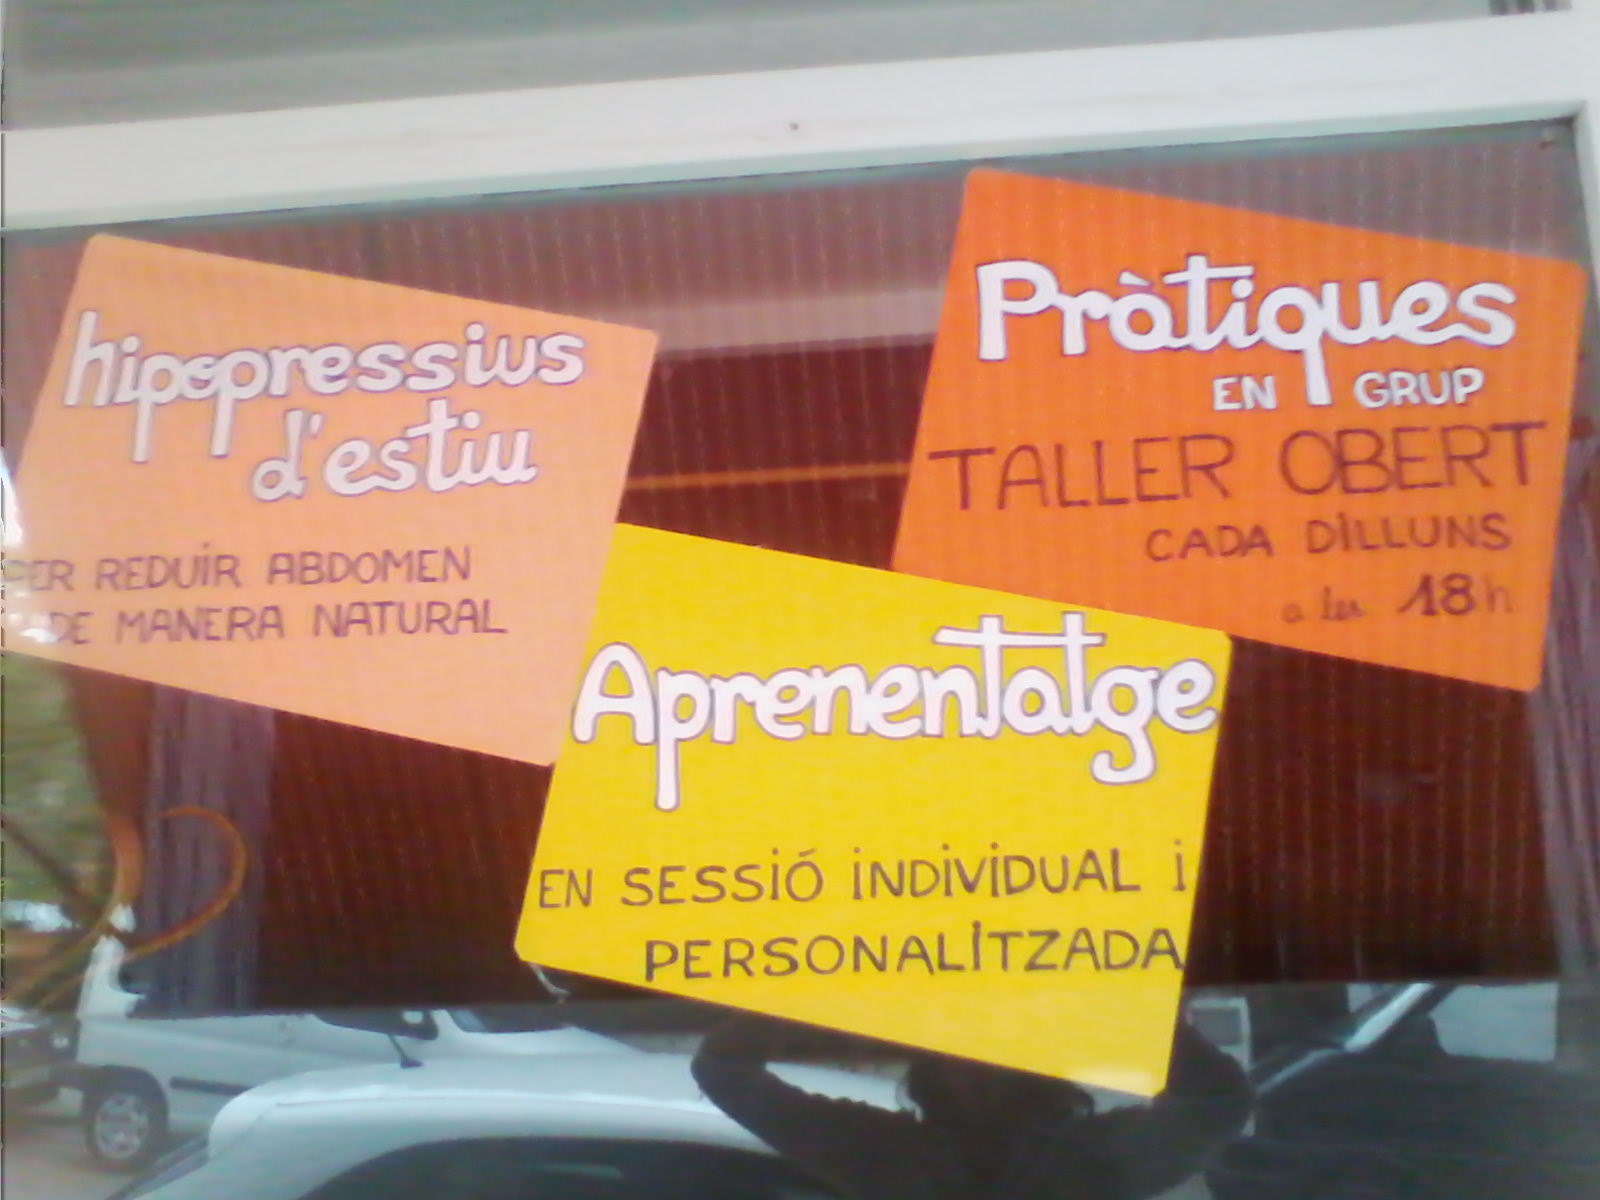 hipopressius
d'estiu
PER REDUIR ABDOMEN
DE MANERA NATURAL
Pràtiques
EN GRUP
TALLER OBERT
CADA DILLUNS
a les 18h
Aprenentatge
EN SESSIÓ INDIVIDUAL i
PERSONALITZADA